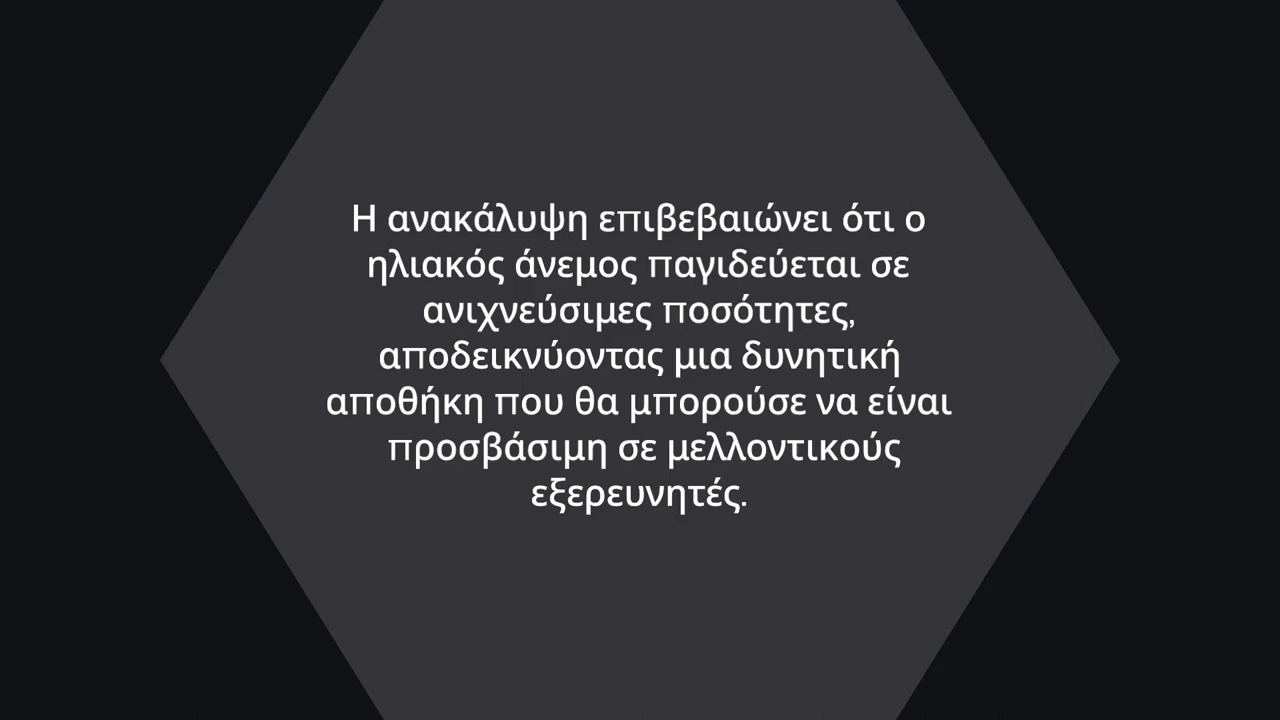 Η ανακάλυψη επιβεβαιώνει ότι ο
ηλιακός άνεμος παγιδεύεται σε
ανιχνεύσιμες ποσότητες,
αποδεικνύοντας μια δυνητική
αποθήκη που θα μπορούσε να είναι
προσβάσιμη σε μελλοντικούς
εξερευνητές.